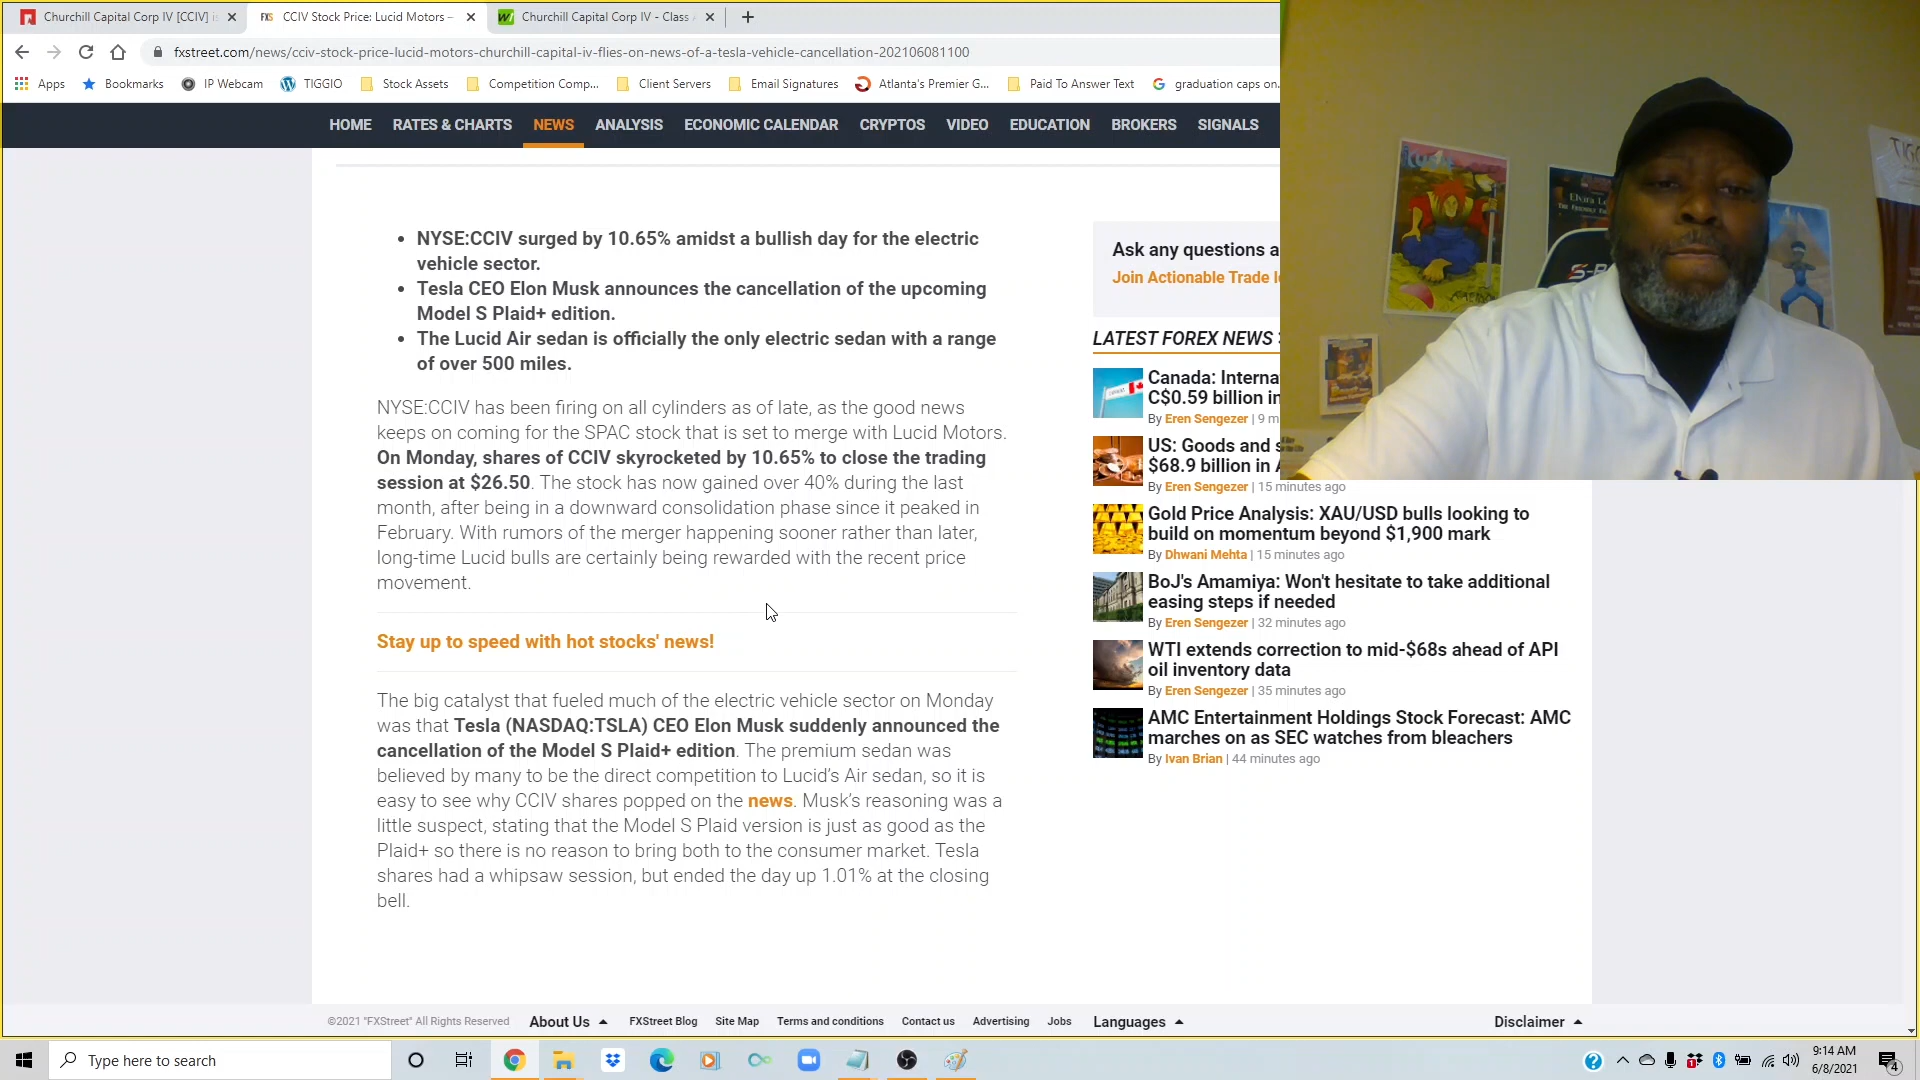 Churchill Capital Corp IV [CCIV] is
CCIV Stock Price: Lucid Motors –
Churchill Capital Corp IV - Class A
fxstreet.com/news/cciv-stock-price-lucid-motors-churchill-capital-iv-flies-on-news-of-a-tesla-vehicle-cancellation-202106081100
Apps
Bookmarks
IP Webcam
TIGGIO
Stock Assets
Competition Comp...
Client Servers
Email Signatures
Atlanta's Premier G...
Paid To Answer Text
graduation caps on.
HOME RATES & CHARTS NEWS ANALYSIS ECONOMIC CALENDAR CRYPTOS VIDEO EDUCATION BROKERS SIGNALS
• NYSE:CCIV surged by 10.65% amidst a bullish day for the electric
vehicle sector.
• Tesla CEO Elon Musk announces the cancellation of the upcoming
Model S Plaid+ edition.
• The Lucid Air sedan is officially the only electric sedan with a range
of over 500 miles.
NYSE:CCIV has been firing on all cylinders as of late, as the good news
keeps on coming for the SPAC stock that is set to merge with Lucid Motors.
On Monday, shares of CCIV skyrocketed by 10.65% to close the trading
session at $26.50. The stock has now gained over 40% during the last
month, after being in a downward consolidation phase since it peaked in
February. With rumors of the merger happening sooner rather than later,
long-time Lucid bulls are certainly being rewarded with the recent price
movement.
Stay up to speed with hot stocks' news!
The big catalyst that fueled much of the electric vehicle sector on Monday
was that Tesla (NASDAQ:TSLA) CEO Elon Musk suddenly announced the
cancellation of the Model S Plaid+ edition. The premium sedan was
believed by many to be the direct competition to Lucid's Air sedan, so it is
easy to see why CCIV shares popped on the news. Musk's reasoning was a
little suspect, stating that the Model S Plaid version is just as good as the
Plaid+ so there is no reason to bring both to the consumer market. Tesla
shares had a whipsaw session, but ended the day up 1.01% at the closing
bell.
Ask any questions a
Join Actionable Trade
LATEST FOREX NEWS
Canada: Interna
C$0.59 billion in
By Eren Sengezer | 9 m
US: Goods and s
$68.9 billion in A
By Eren Sengezer | 15 minutes ago
Gold Price Analysis: XAU/USD bulls looking to
build on momentum beyond $1,900 mark
By Dhwani Mehta | 15 minutes ago
BoJ's Amamiya: Won't hesitate to take additional
easing steps if needed
By Eren Sengezer | 32 minutes ago
WTI extends correction to mid-$68s ahead of API
oil inventory data
By Eren Sengezer | 35 minutes ago
AMC Entertainment Holdings Stock Forecast: AMC
marches on as SEC watches from bleachers
By Ivan Brian | 44 minutes ago
©2021 "FXStreet" All Rights Reserved About Us FXStreet Blog Site Map Terms and conditions Contact us Advertising Jobs Languages Disclaimer
Type here to search
9:14 AM
6/8/2021
4